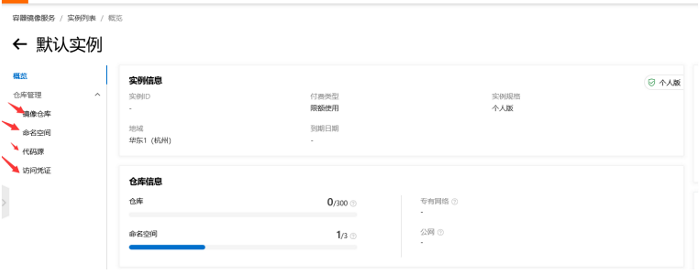 容器镜像服务 / 实例列表 / 概览
默认实例
概览
仓库管理
镜像仓库
命名空间
代码源
访问凭证
实例信息
个人版
实例ID
付费类型
实例规格
-
限额使用
个人版
地域
到期日期
华东1（杭州）
-
仓库信息
仓库
0/300
专有网络
-
命名空间
1/3
公网
-